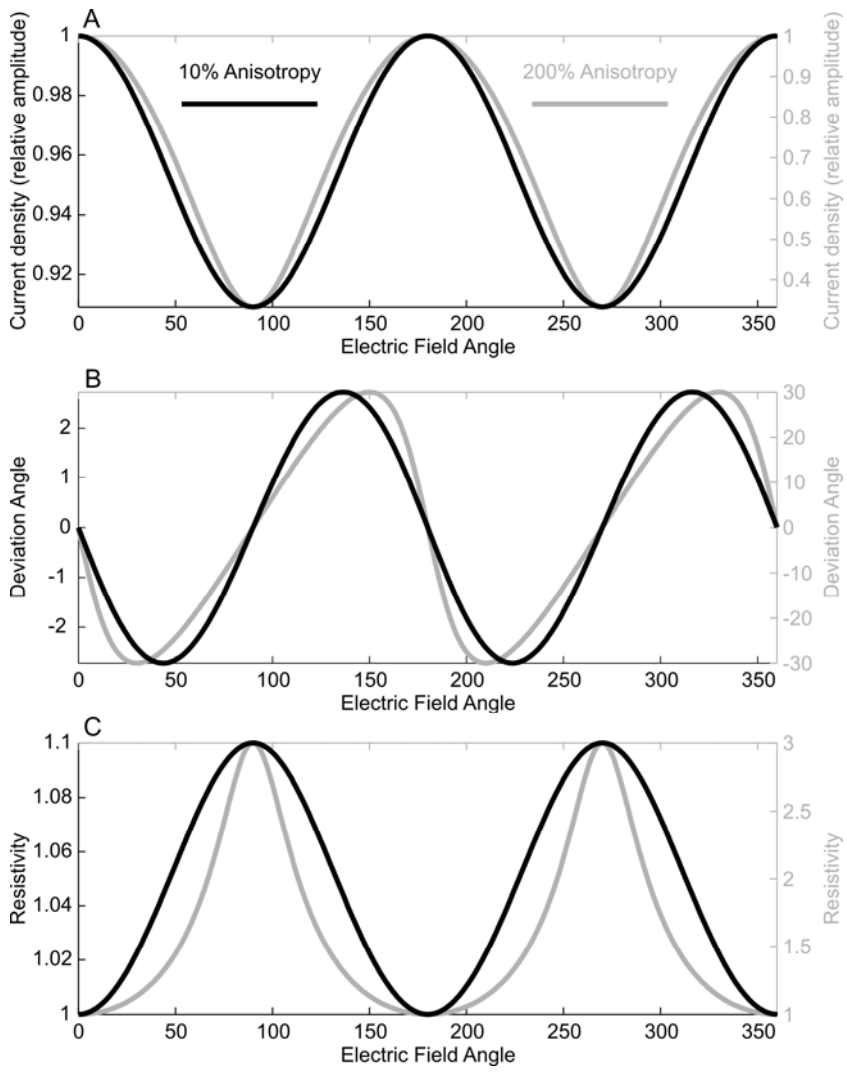 A
Current density (relative amplitude)
1
0.98
0.96
0.94
0.92
10% Anisotropy
200% Anisotropy
1
0.9
0.8
0.7
0.6
0.5
0.4
Current density (relative amplitude)
0 50 100 150 200 250 300 350
Electric Field Angle
B
Deviation Angle
2
1
0
-1
-2
30
20
10
0
-10
-20
-30
Deviation Angle
0 50 100 150 200 250 300 350
Electric Field Angle
C
Resistivity
1.1
1.08
1.06
1.04
1.02
1
3
2.5
2
1.5
1
Resistivity
0 50 100 150 200 250 300 350
Electric Field Angle